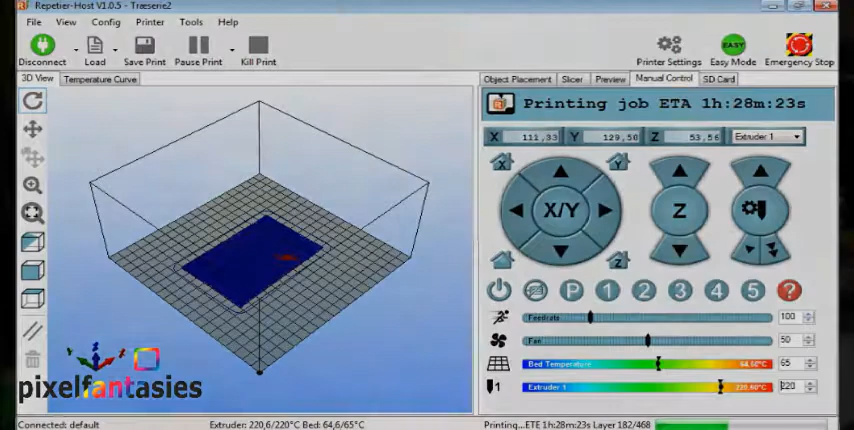 Repetier-Host V1.0.5 - Træserie2
File View Config Printer Tools Help
Disconnect Load Save Print Pause Print Kill Print Printer Settings Easy Mode Emergency Stop
EASY
3D View Temperature Curve Object Placement Slicer Preview Manual Control SD Card
Printing job ETA 1h:28m:23s
X 111,33 Y 129,50 Z 53,56 Extruder 1
X Y
X/Y Z
Z
P 1 2 3 4 5 ?
Feedrate 100
Fan 50
Bed Temperature 64,60°C 65
1 Extruder 1 220,60°C 220
pixelfantasies
Connected: default Extruder: 220,6/220°C Bed: 64,6/65°C Printing...ETE 1h:28m:23s Layer 182/468